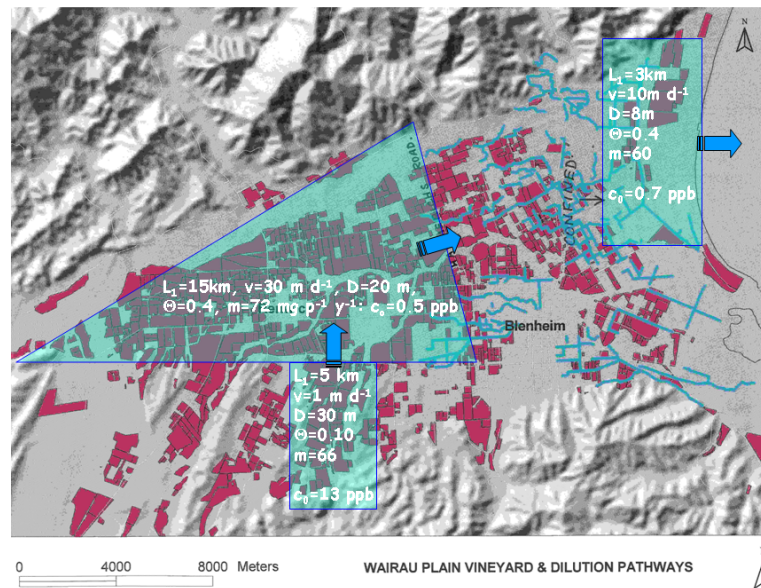 N
L₁=3km
v=10m d⁻¹
D=8m
Θ=0.4
m=60
c₀=0.7 ppb
CONFINED
L₁=15km, v=30 m d⁻¹, D=20 m,
Θ=0.4, m=72 mg p⁻¹ y⁻¹: c₀=0.5 ppb
Blenheim
L₁=5 km
v=1 m d⁻¹
D=30 m
Θ=0.10
m=66
c₀=13 ppb
0 4000 8000 Meters
WAIRAU PLAIN VINEYARD & DILUTION PATHWAYS